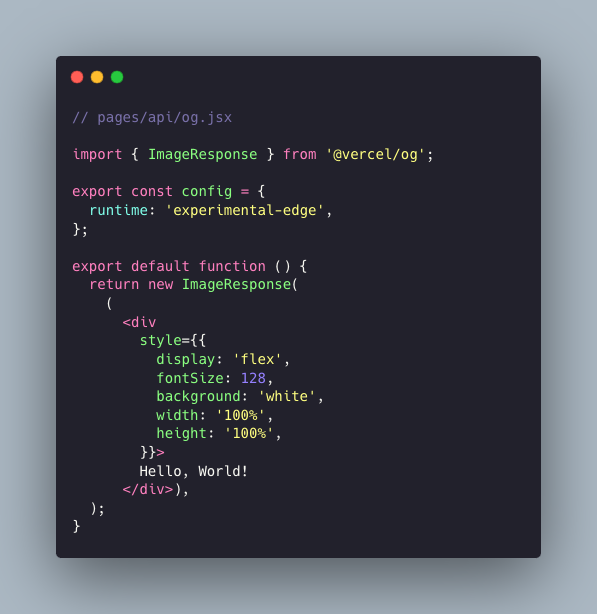 // pages/api/og.jsx
import { ImageResponse } from '@vercel/og';
export const config = {
  runtime: 'experimental-edge',
};
export default function () {
  return new ImageResponse(
    (
      <div
        style={{
          display: 'flex',
          fontSize: 128,
          background: 'white',
          width: '100%',
          height: '100%',
        }}>
        Hello, World!
      </div>),
  );
}